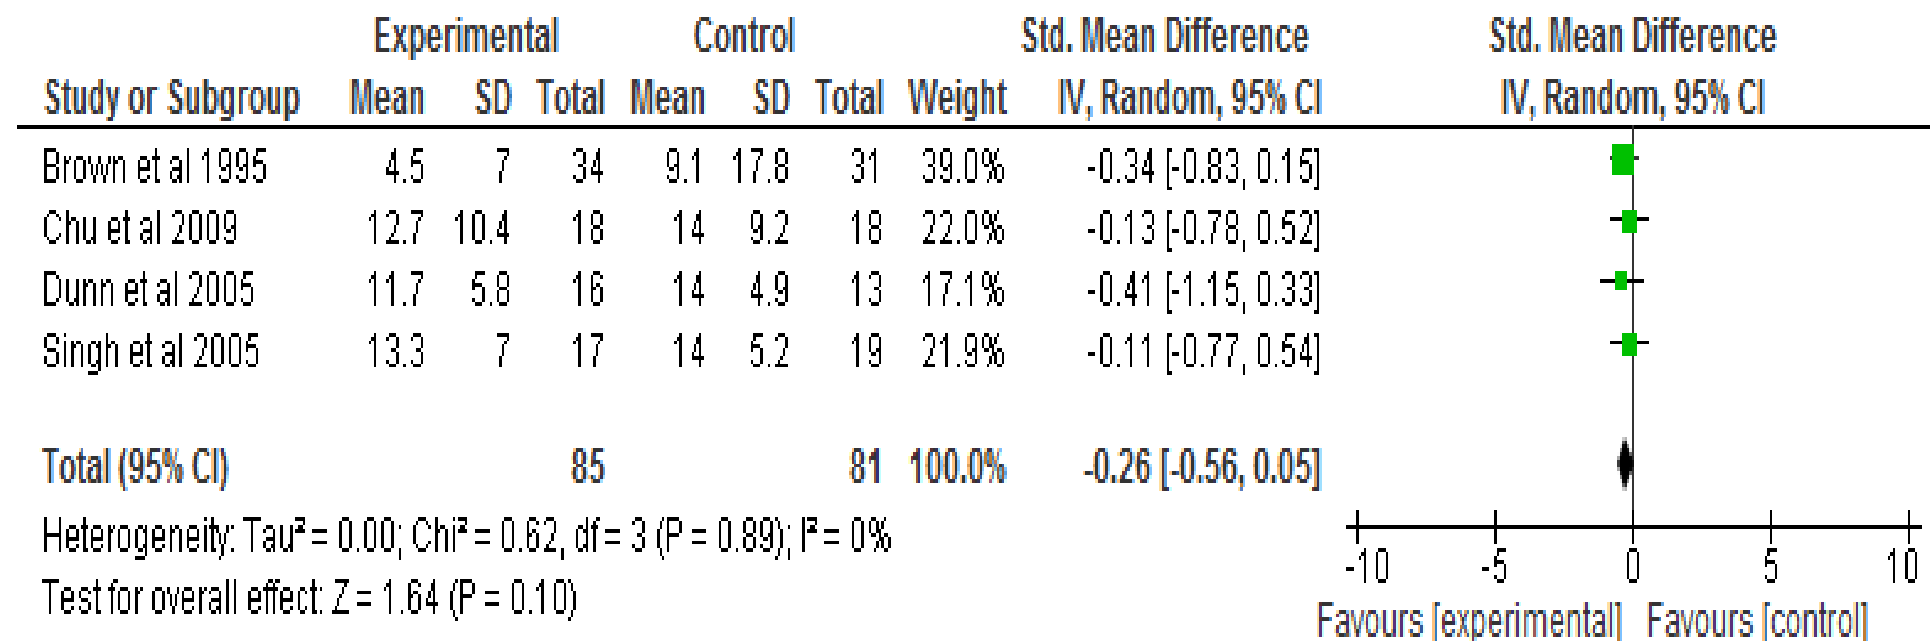 Experimental Control Std. Mean Difference Std. Mean Difference
Study or Subgroup Mean SD Total Mean SD Total Weight IV, Random, 95% CI IV, Random, 95% CI
Brown et al 1995 4.5 7 34 9.1 17.8 31 39.0% -0.34 [-0.83, 0.15]
Chu et al 2009 12.7 10.4 18 14 9.2 18 22.0% -0.13 [-0.78, 0.52]
Dunn et al 2005 11.7 5.8 16 14 4.9 13 17.1% -0.41 [-1.15, 0.33]
Singh et al 2005 13.3 7 17 14 5.2 19 21.9% -0.11 [-0.77, 0.54]
Total (95% CI) 85 81 100.0% -0.26 [-0.56, 0.05]
Heterogeneity: Tau² = 0.00; Chi² = 0.62, df = 3 (P = 0.89); I² = 0%
Test for overall effect: Z = 1.64 (P = 0.10)
-10 -5 0 5 10
Favours [experimental] Favours [control]